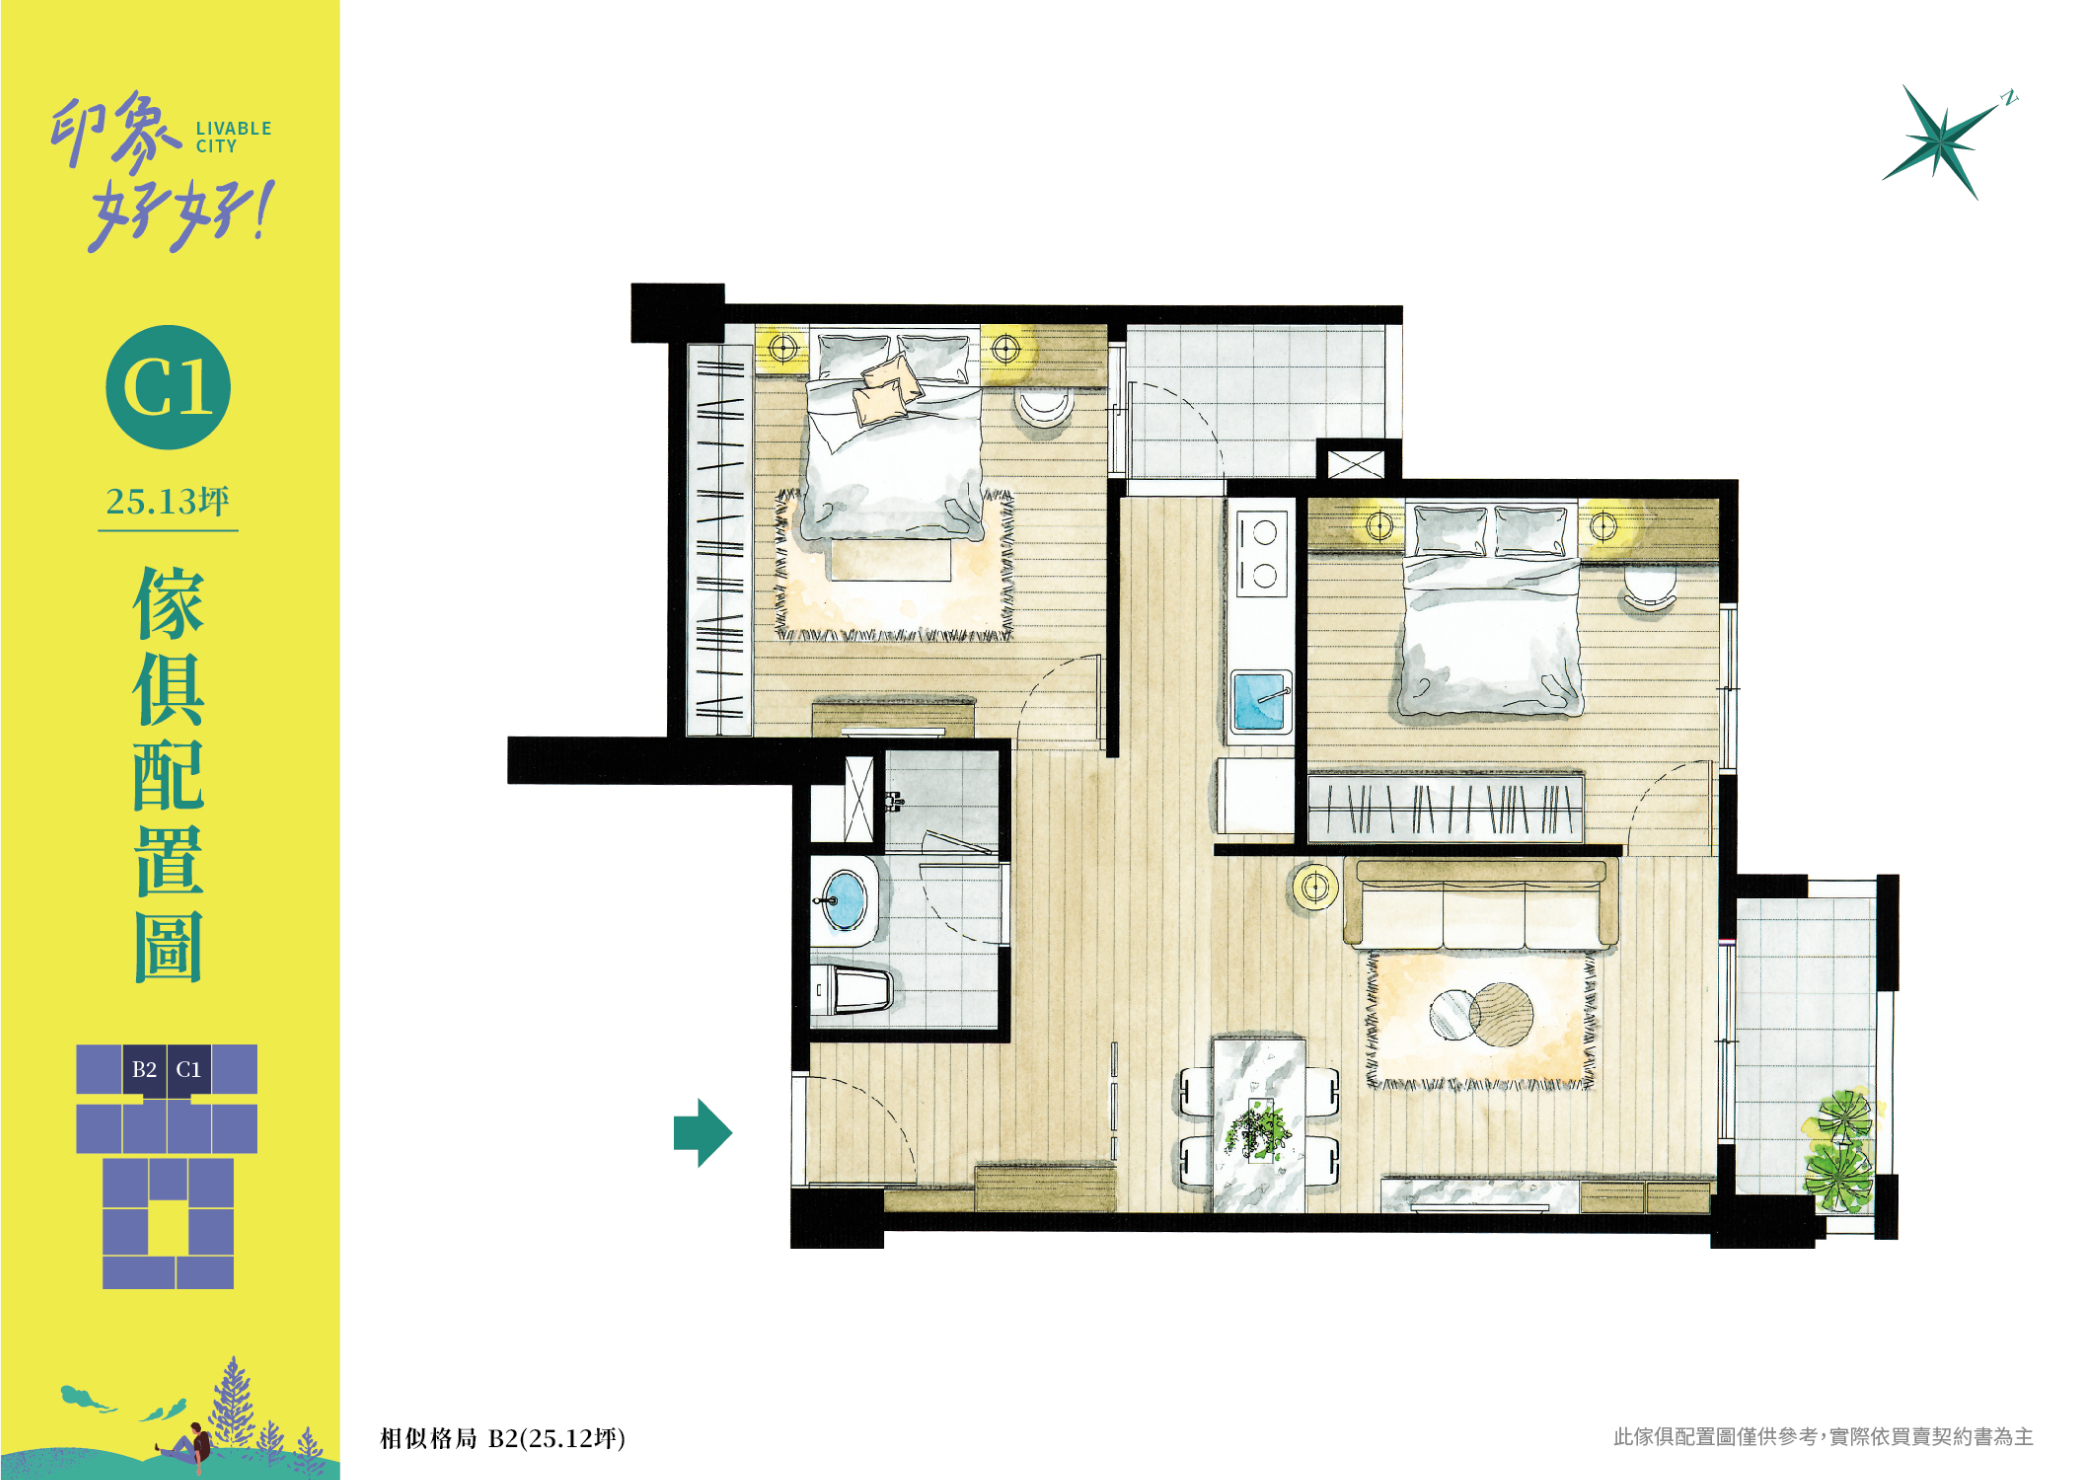 印象
LIVABLE
CITY
好好!
C1
25.13坪
傢俱配置圖
B2 C1
N
相似格局 B2(25.12坪)
此傢俱配置圖僅供參考,實際依買賣契約書為主